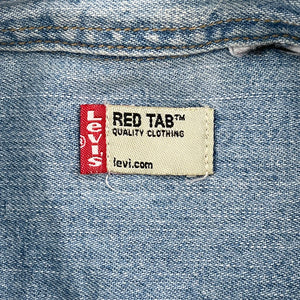 Levi's ®
RED TAB™
QUALITY CLOTHING
levi.com